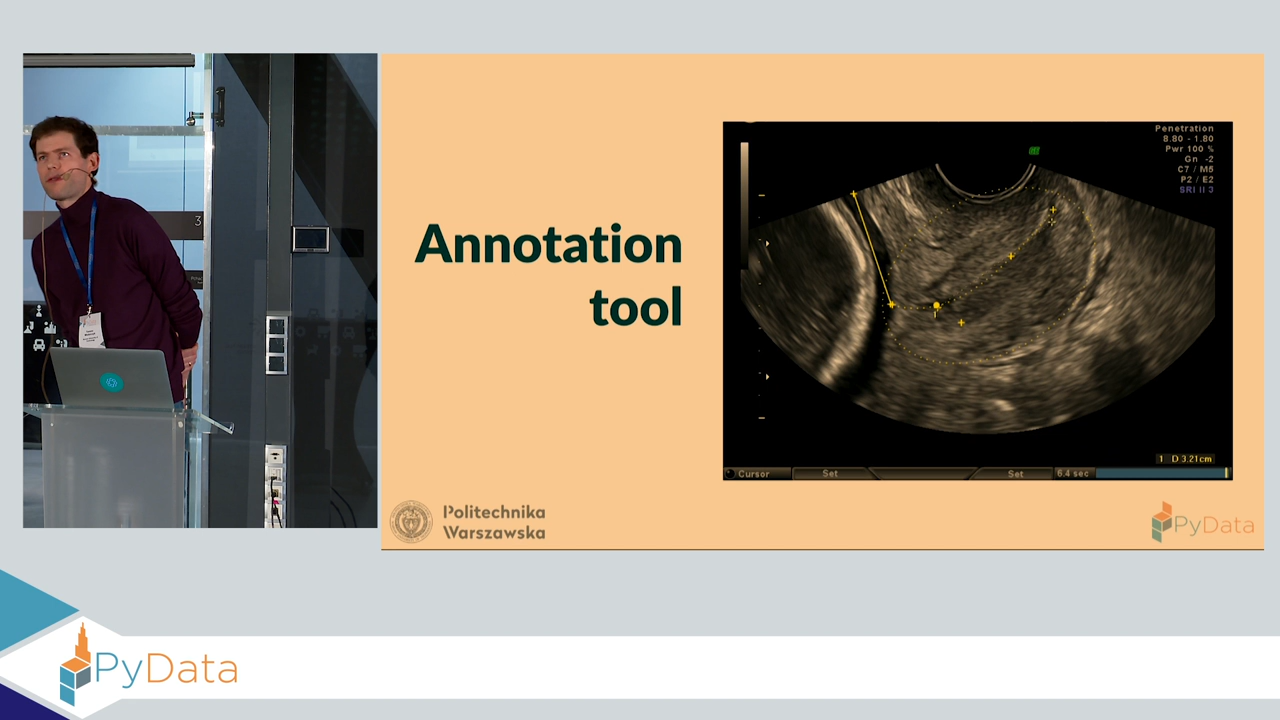 3
Annotation
tool
Penetration
8.80 - 1.80
Pwr 100 %
Gn -2
C7 / M5
P2 / E2
SRI II 3
1 D 3.21cm
Cursor
Set
Set
6.4 sec
Politechnika
Warszawska
PyData
PyData